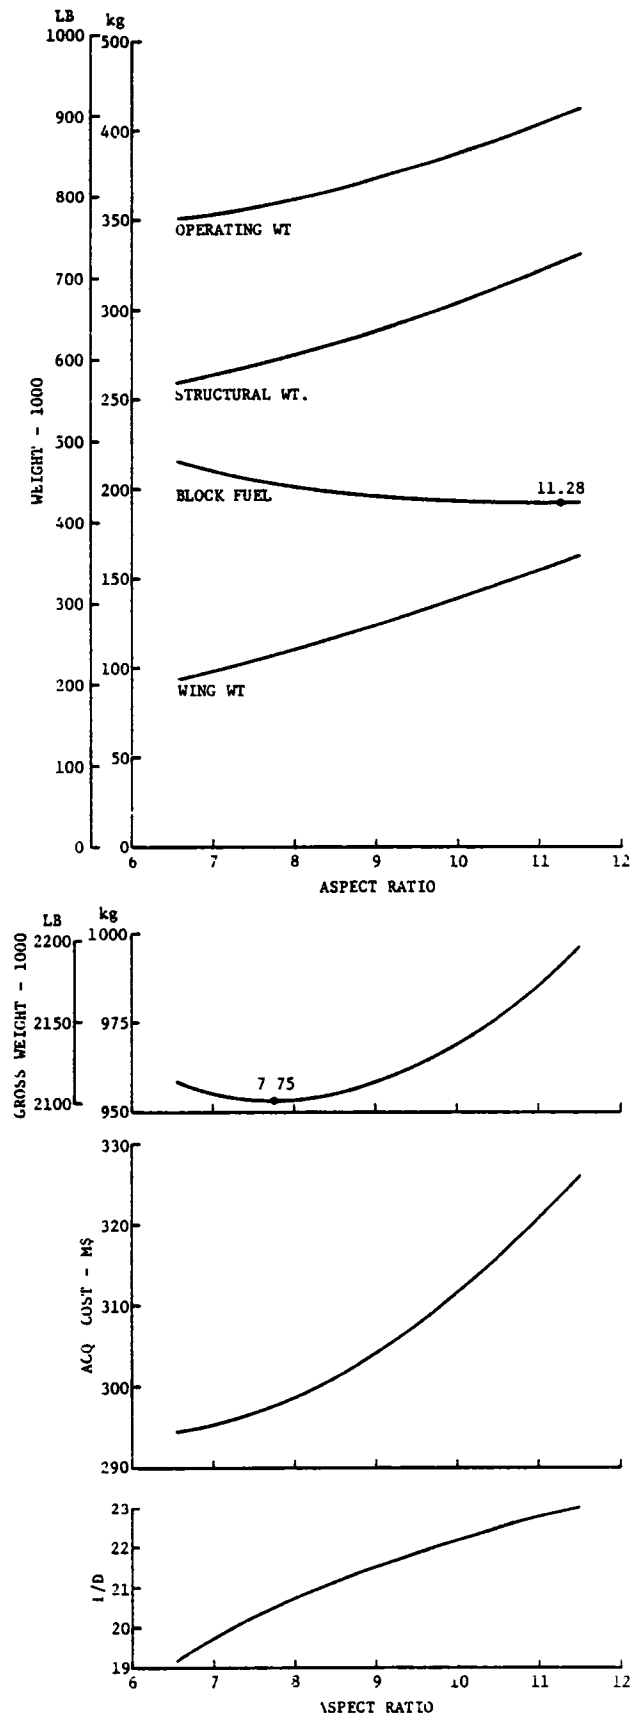 LB kg
1000 500
900 400
800 350
OPERATING WT
700 300
600 250
STRUCTURAL WT.
500 200
BLOCK FUEL
11.28
400 150
300 100
WING WT
200 50
100
0 0
WEIGHT - 1000
6 7 8 9 10 11 12
ASPECT RATIO
LB kg
2200 1000
2150 975
2100 950
GROSS WEIGHT - 1000
7 75
330
320
310
300
290
ACQ COST - M$
23
22
21
20
19
L/D
6 7 8 9 10 11 12
ASPECT RATIO